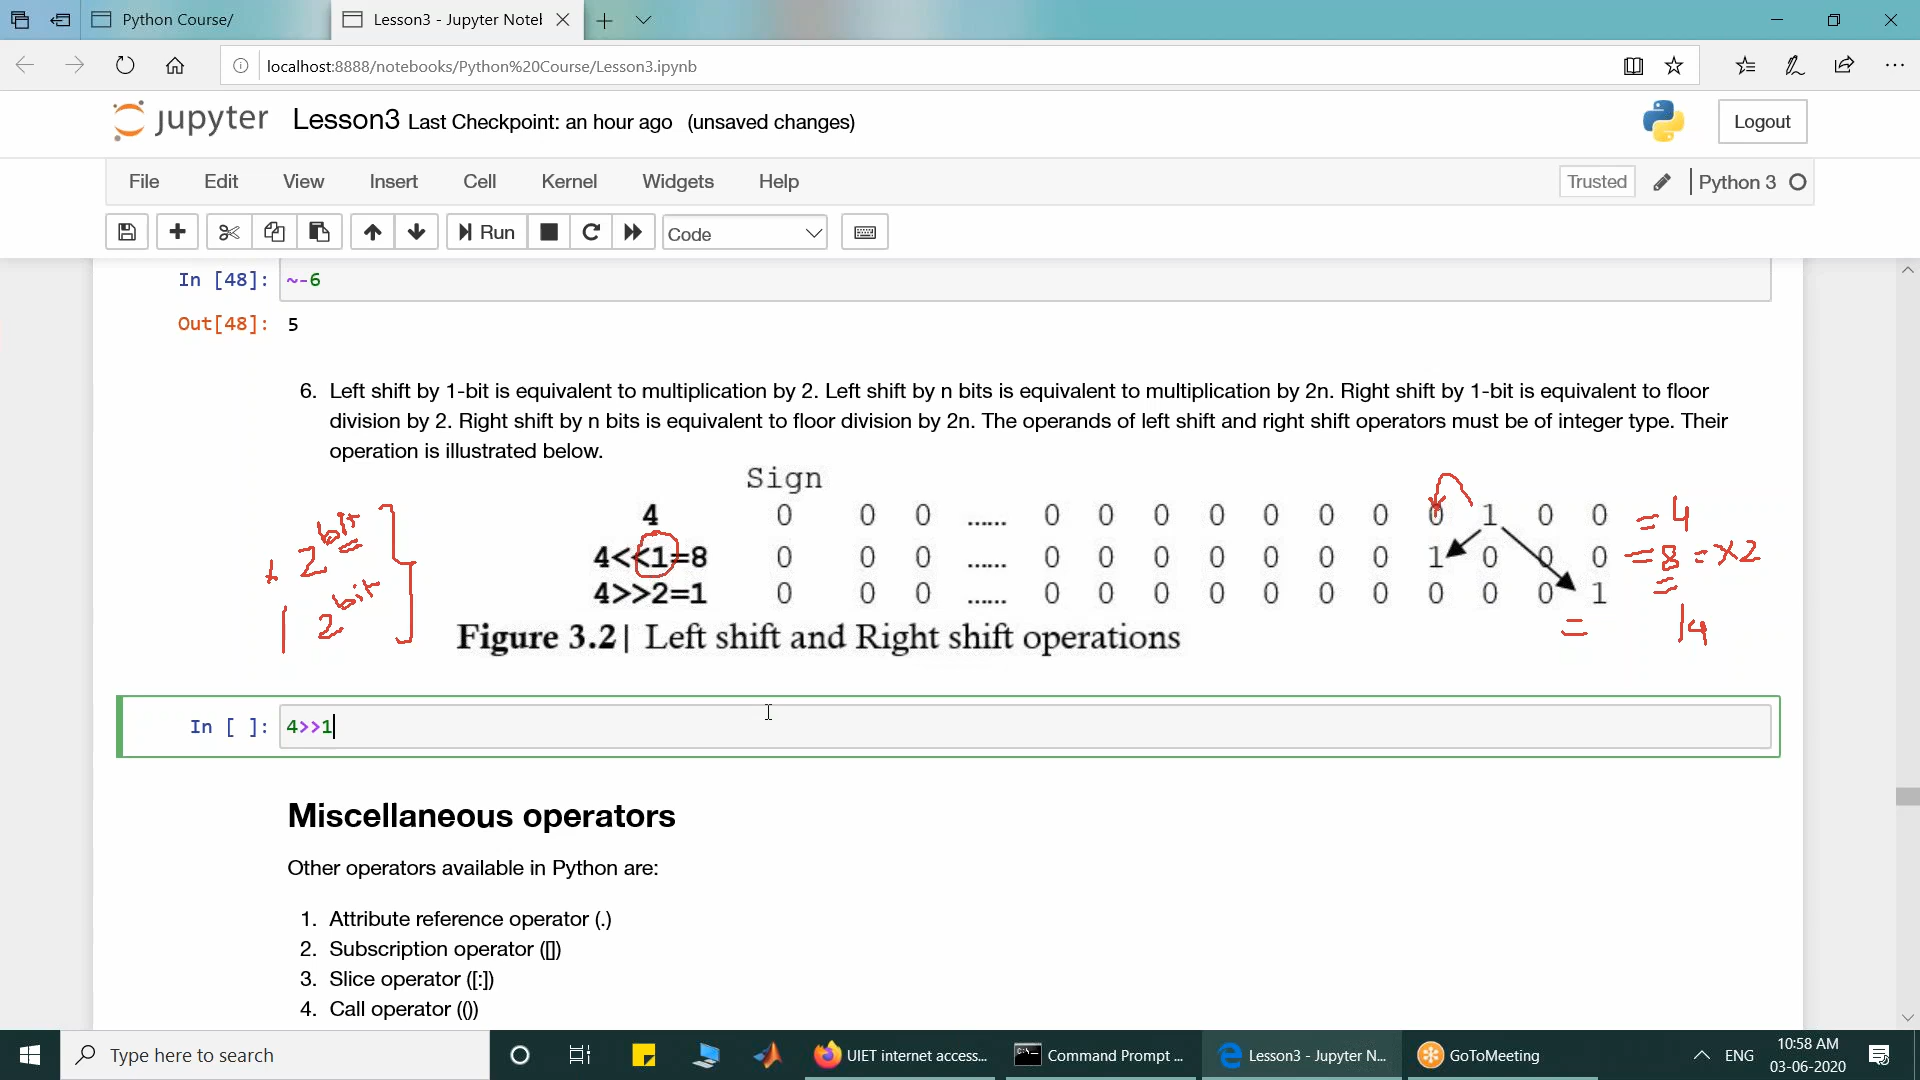 Python Course/
Lesson3 - Jupyter Notel
localhost:8888/notebooks/Python%20Course/Lesson3.ipynb
jupyter Lesson3 Last Checkpoint: an hour ago (unsaved changes)
Logout
File Edit View Insert Cell Kernel Widgets Help
Trusted
Python 3
Run
Code
In [48]: ~-6
Out[48]: 5
6. Left shift by 1-bit is equivalent to multiplication by 2. Left shift by n bits is equivalent to multiplication by 2n. Right shift by 1-bit is equivalent to floor
division by 2. Right shift by n bits is equivalent to floor division by 2n. The operands of left shift and right shift operators must be of integer type. Their
operation is illustrated below.
Sign
4 0 0 0 ...... 0 0 0 0 0 0 0 0 1 0 0 = 4
4<<1=8 0 0 0 ...... 0 0 0 0 0 0 0 1 0 0 0 = 8 = ×2
4>>2=1 0 0 0 ...... 0 0 0 0 0 0 0 0 0 0 1
2 bit
2 bit
= 14
Figure 3.2| Left shift and Right shift operations
In [ ]: 4>>1
Miscellaneous operators
Other operators available in Python are:
1. Attribute reference operator (.)
2. Subscription operator ([])
3. Slice operator ([:])
4. Call operator (())
Type here to search
UIET internet access...
Command Prompt ...
Lesson3 - Jupyter N...
GoToMeeting
ENG
10:58 AM
03-06-2020